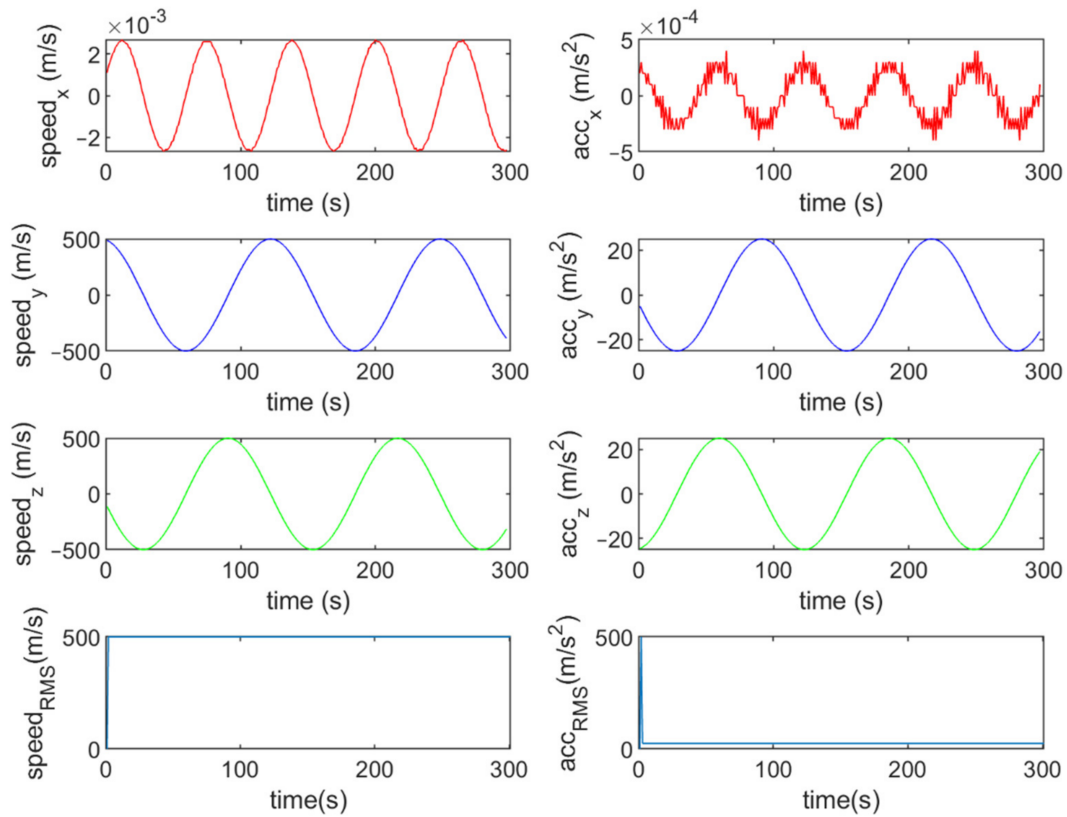 ×10⁻³
speed_x (m/s)
2
0
−2
0 100 200 300
time (s)
×10⁻⁴
acc_x (m/s²)
5
0
−5
0 100 200 300
time (s)
speed_y (m/s)
500
0
−500
0 100 200 300
time (s)
acc_y (m/s²)
20
0
−20
0 100 200 300
time (s)
speed_z (m/s)
500
0
−500
0 100 200 300
time (s)
acc_z (m/s²)
20
0
−20
0 100 200 300
time (s)
speed_RMS(m/s)
500
0
0 100 200 300
time(s)
acc_RMS(m/s²)
500
0
0 100 200 300
time(s)